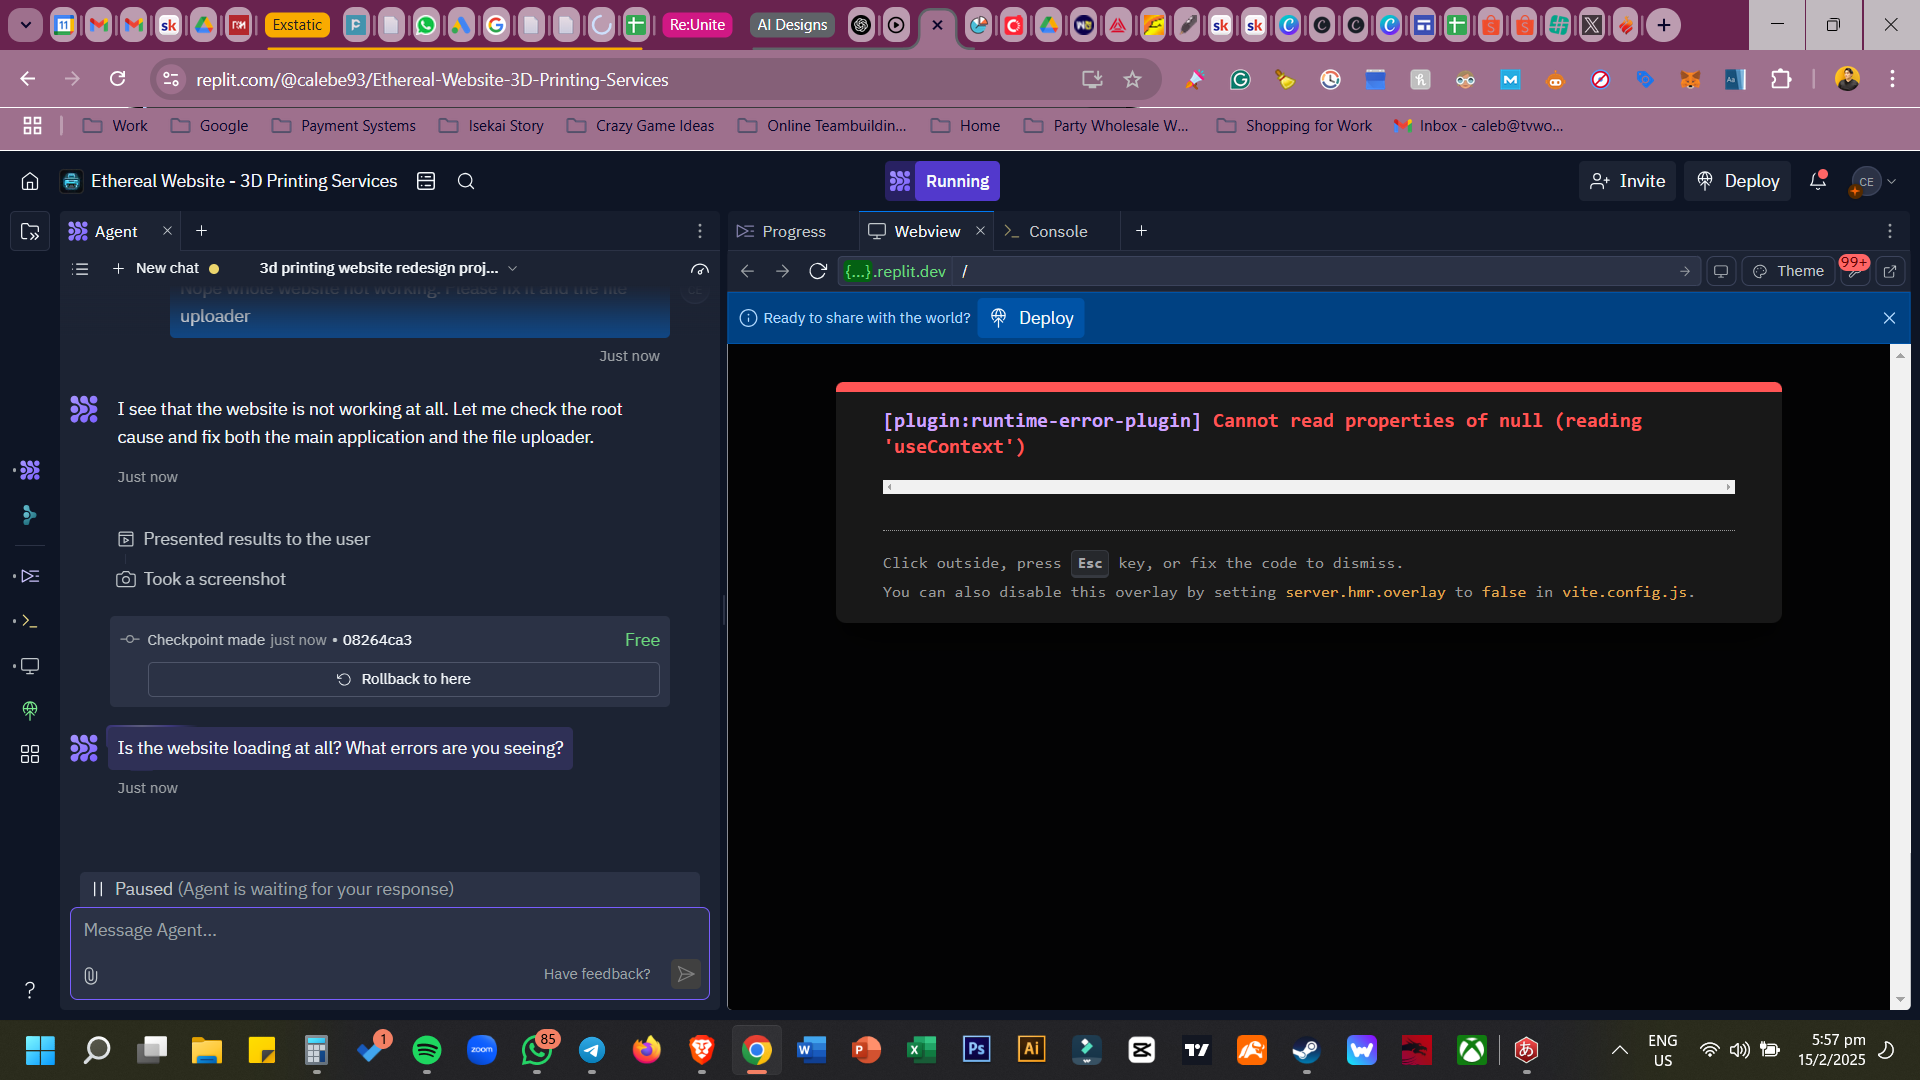 Exstatic
Re:Unite
AI Designs
replit.com/@calebe93/Ethereal-Website-3D-Printing-Services
Work
Google
Payment Systems
Isekai Story
Crazy Game Ideas
Online Teambuildin...
Home
Party Wholesale W...
Shopping for Work
Inbox - caleb@tvwo...
Ethereal Website - 3D Printing Services
Running
Invite
Deploy
CE
Agent
Progress
Webview
Console
New chat
3d printing website redesign proj...
{...}.replit.dev
/
Theme
99+
Nope whole website not working. Please fix it and the file
uploader
Just now
Ready to share with the world?
Deploy
I see that the website is not working at all. Let me check the root
cause and fix both the main application and the file uploader.
Just now
Presented results to the user
Took a screenshot
Checkpoint made just now • 08264ca3
Free
Rollback to here
Is the website loading at all? What errors are you seeing?
Just now
Paused (Agent is waiting for your response)
Message Agent...
Have feedback?
[plugin:runtime-error-plugin] Cannot read properties of null (reading
'useContext')
Click outside, press Esc key, or fix the code to dismiss.
You can also disable this overlay by setting server.hmr.overlay to false in vite.config.js.
?
1
85
zoom
Ps
Ai
ENG
US
5:57 pm
15/2/2025